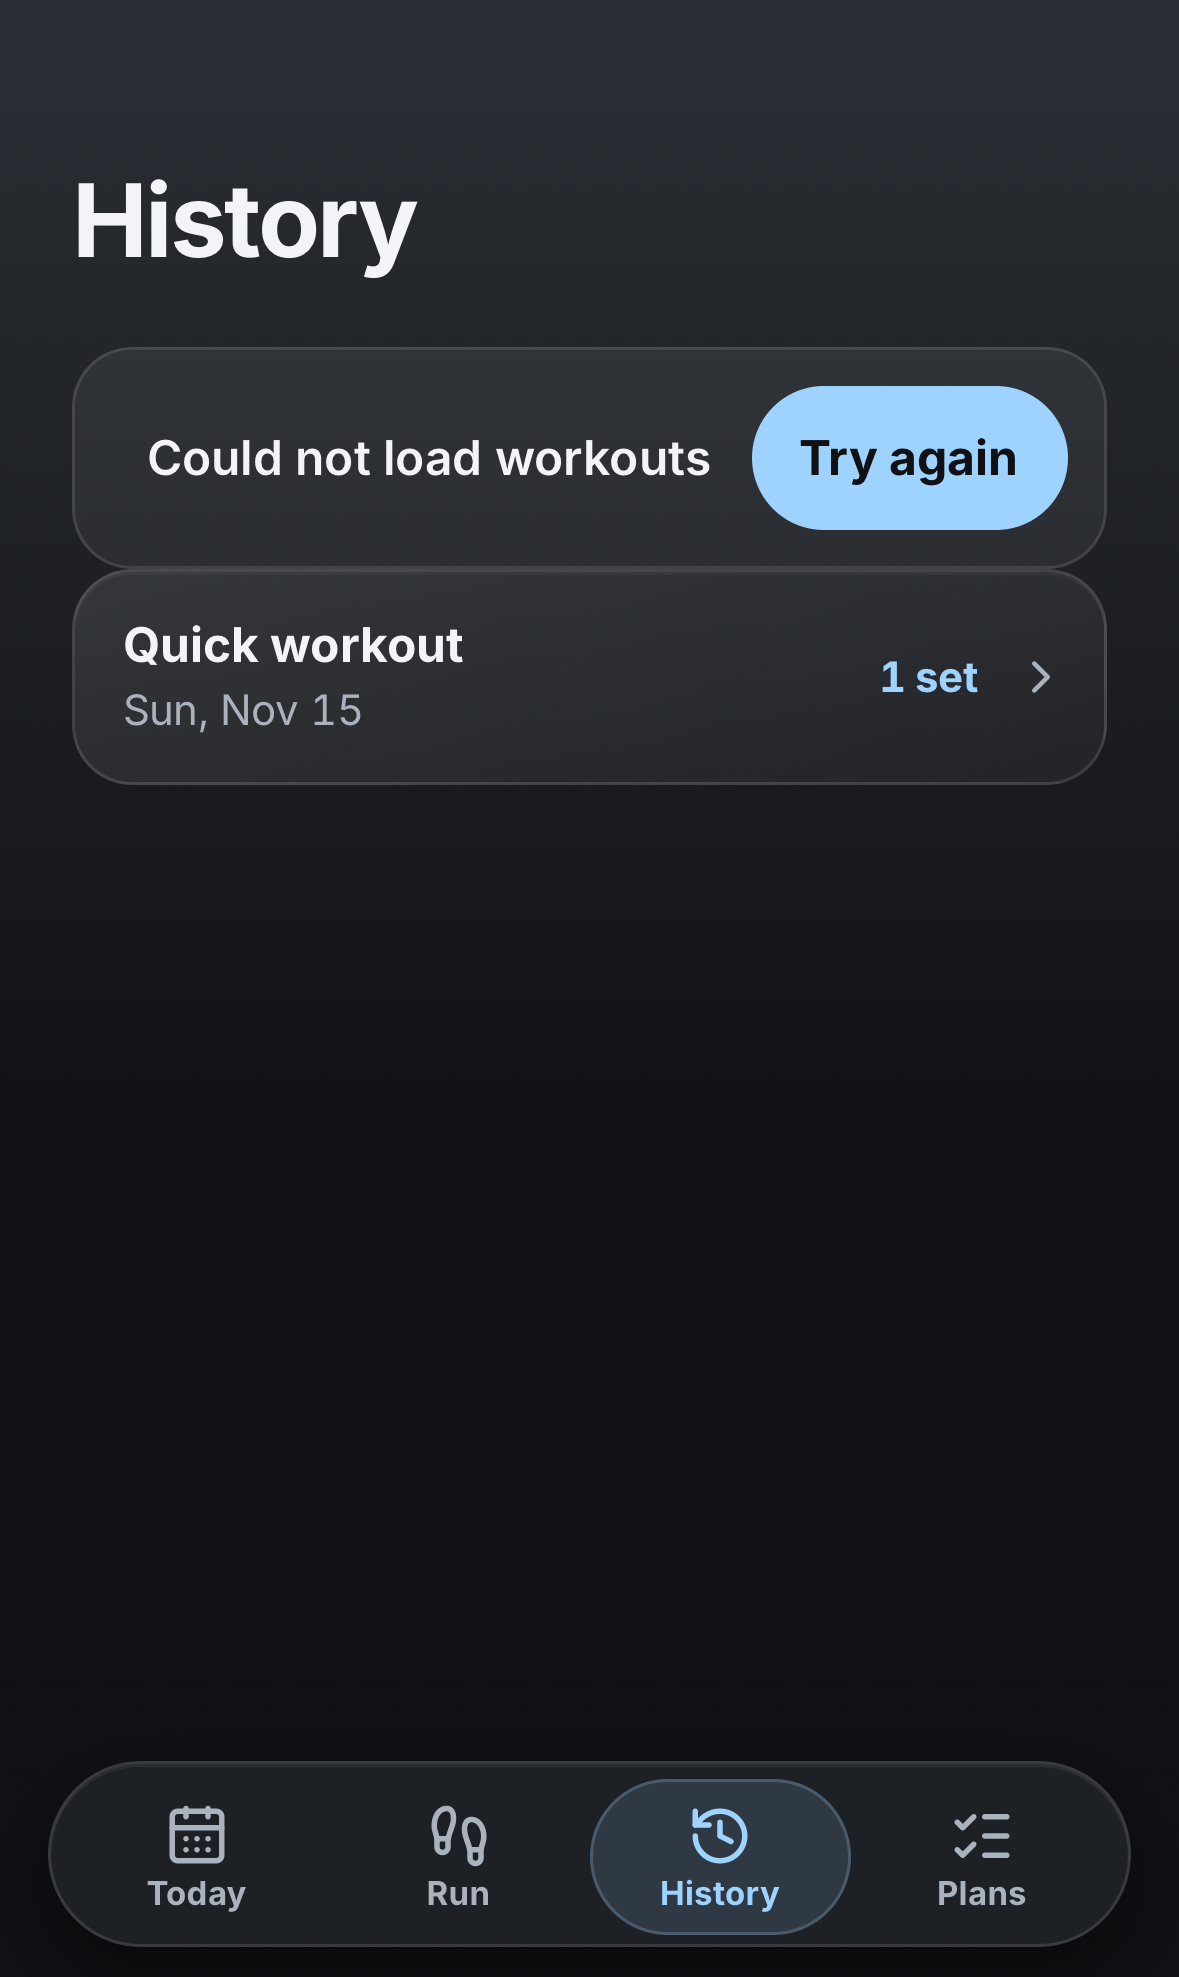 History
Could not load workouts
Try again
Quick workout
Sun, Nov 15
1 set
Today
Run
History
Plans